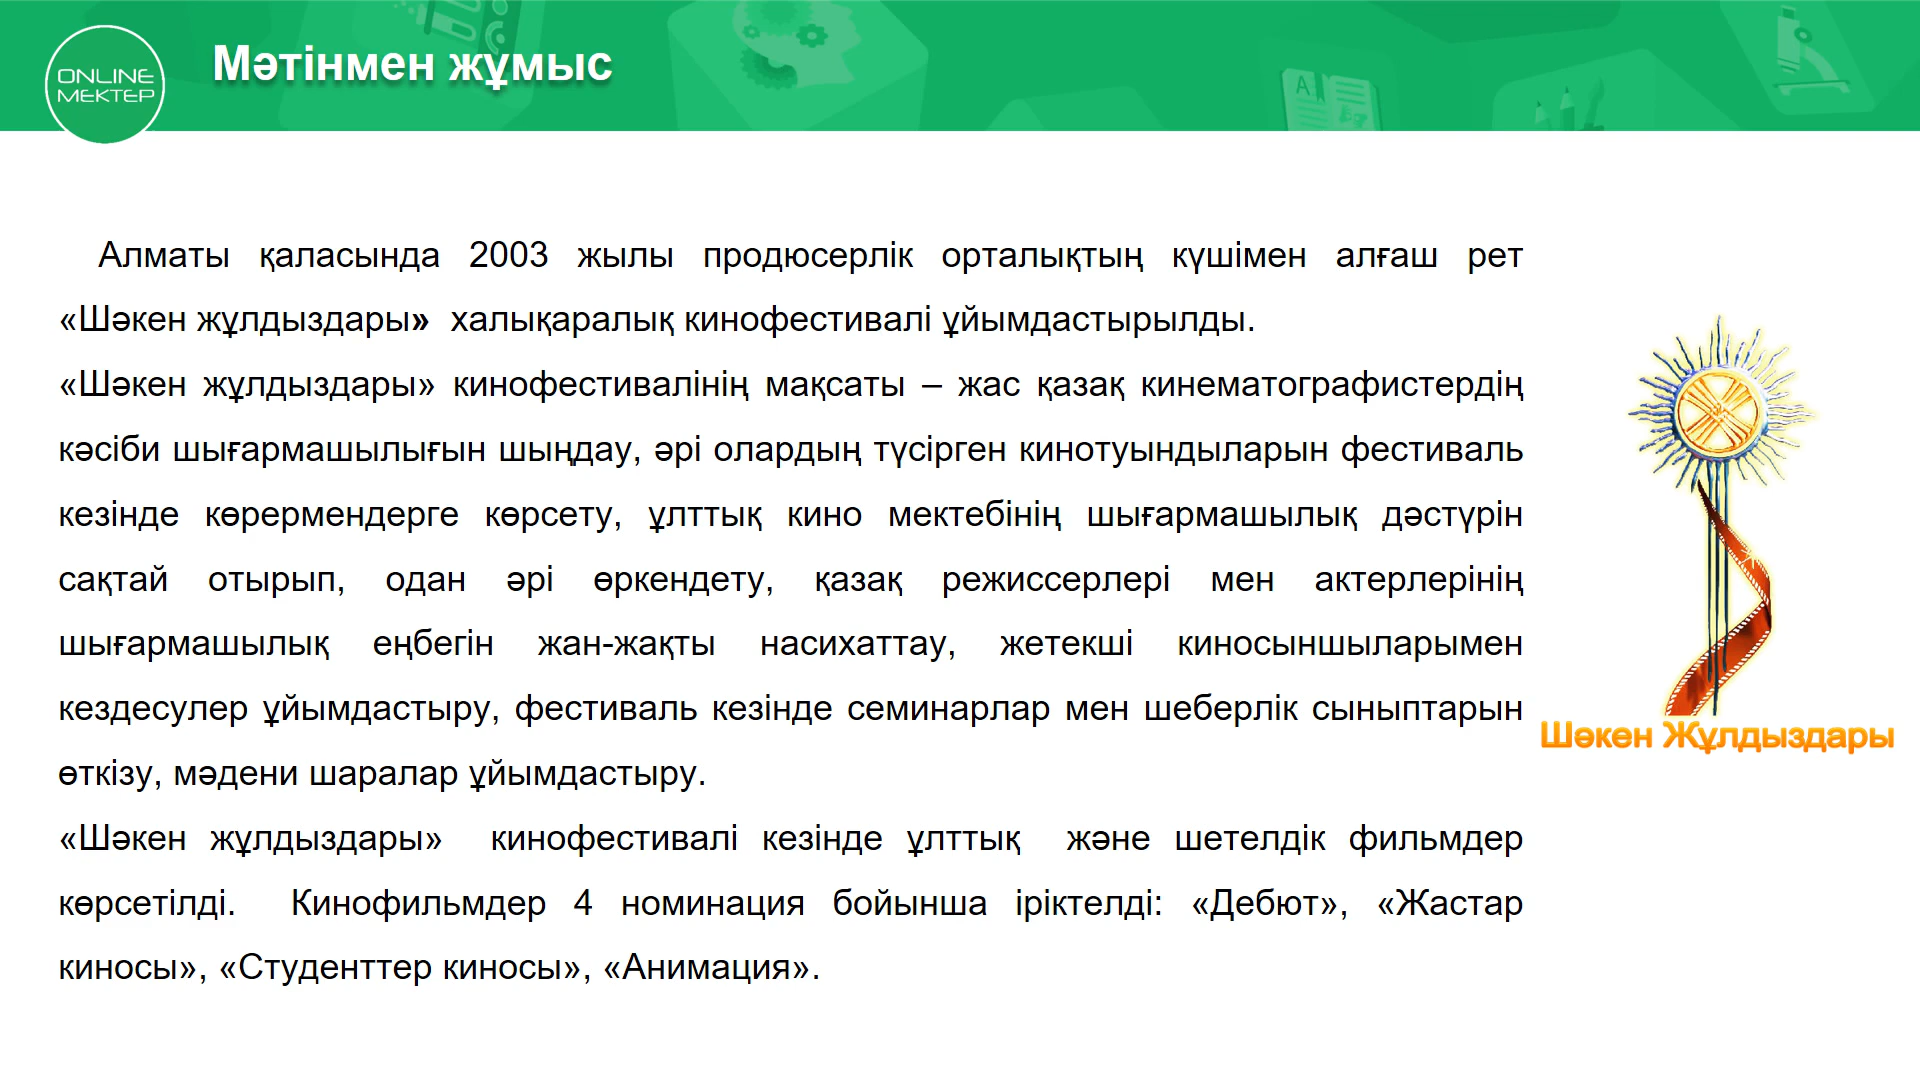 ONLINE
MEKTEP
Мәтінмен жұмыс
Алматы қаласында 2003 жылы продюсерлік орталықтың күшімен алғаш рет
«Шәкен жұлдыздары» халықаралық кинофестивалі ұйымдастырылды.
«Шәкен жұлдыздары» кинофестивалінің мақсаты – жас қазақ кинематографистердің
кәсіби шығармашылығын шыңдау, әрі олардың түсірген кинотуындыларын фестиваль
кезінде көрермендерге көрсету, ұлттық кино мектебінің шығармашылық дәстүрін
сақтай отырып, одан әрі өркендету, қазақ режиссерлері мен актерлерінің
шығармашылық еңбегін жан-жақты насихаттау, жетекші киносыншыларымен
кездесулер ұйымдастыру, фестиваль кезінде семинарлар мен шеберлік сыныптарын
өткізу, мәдени шаралар ұйымдастыру.
«Шәкен жұлдыздары» кинофестивалі кезінде ұлттық және шетелдік фильмдер
көрсетілді. Кинофильмдер 4 номинация бойынша іріктелді: «Дебют», «Жастар
киносы», «Студенттер киносы», «Анимация».
Шәкен Жұлдыздары